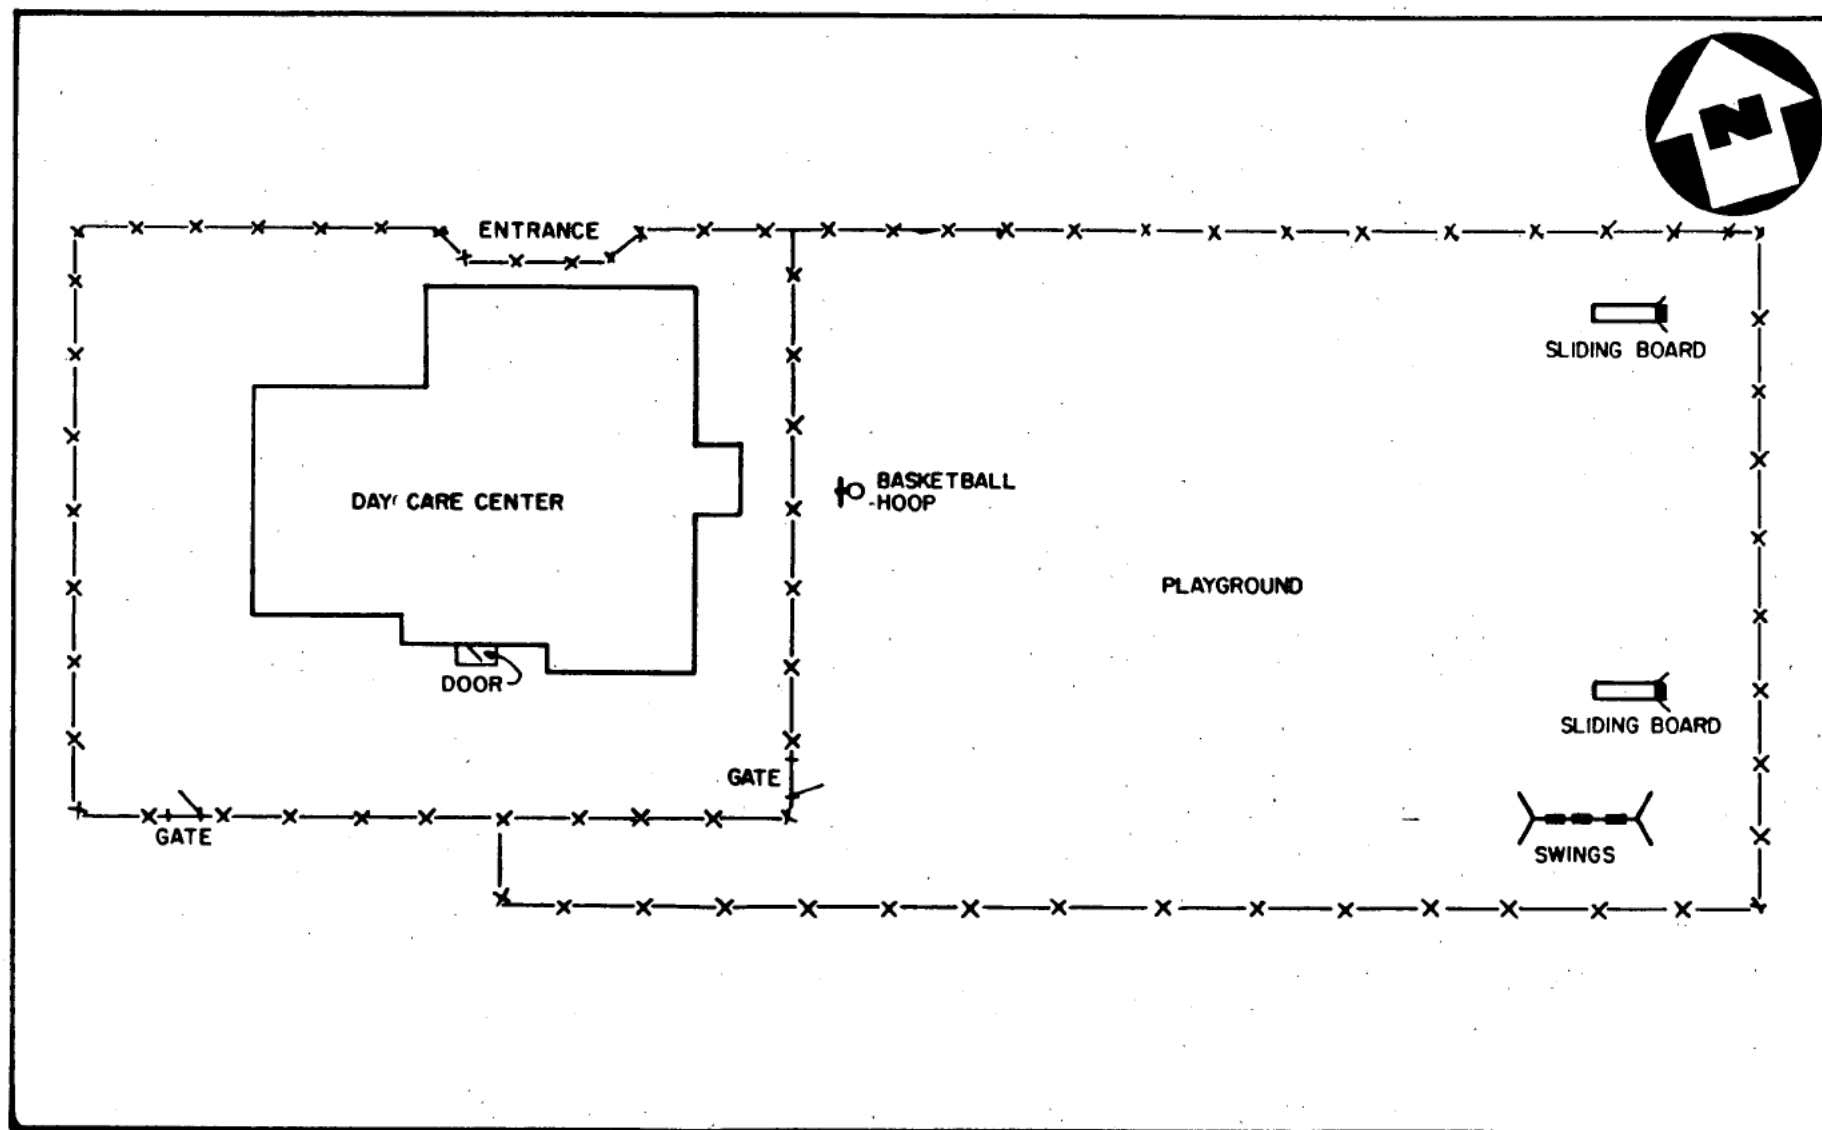 N
ENTRANCE
SLIDING BOARD
BASKETBALL
HOOP
DAY CARE CENTER
PLAYGROUND
DOOR
SLIDING BOARD
GATE
GATE
SWINGS